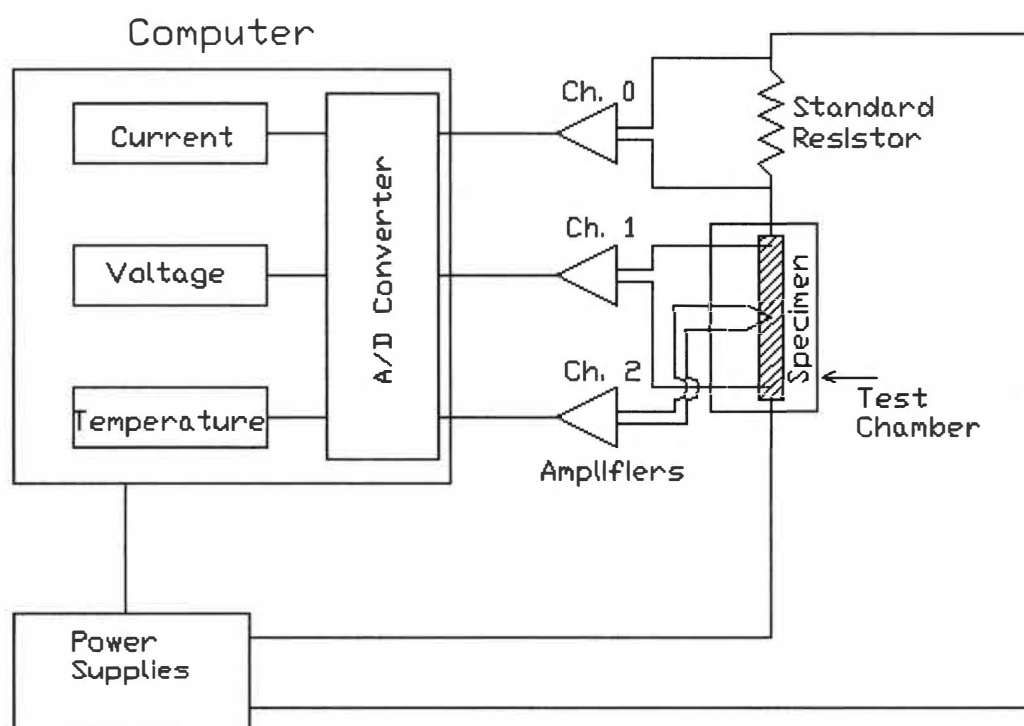 Computer
Current
Voltage
Temperature
A/D Converter
Ch. 0
Ch. 1
Ch. 2
Amplifiers
Standard
Resistor
Specimen
Test
Chamber
Power
Supplies